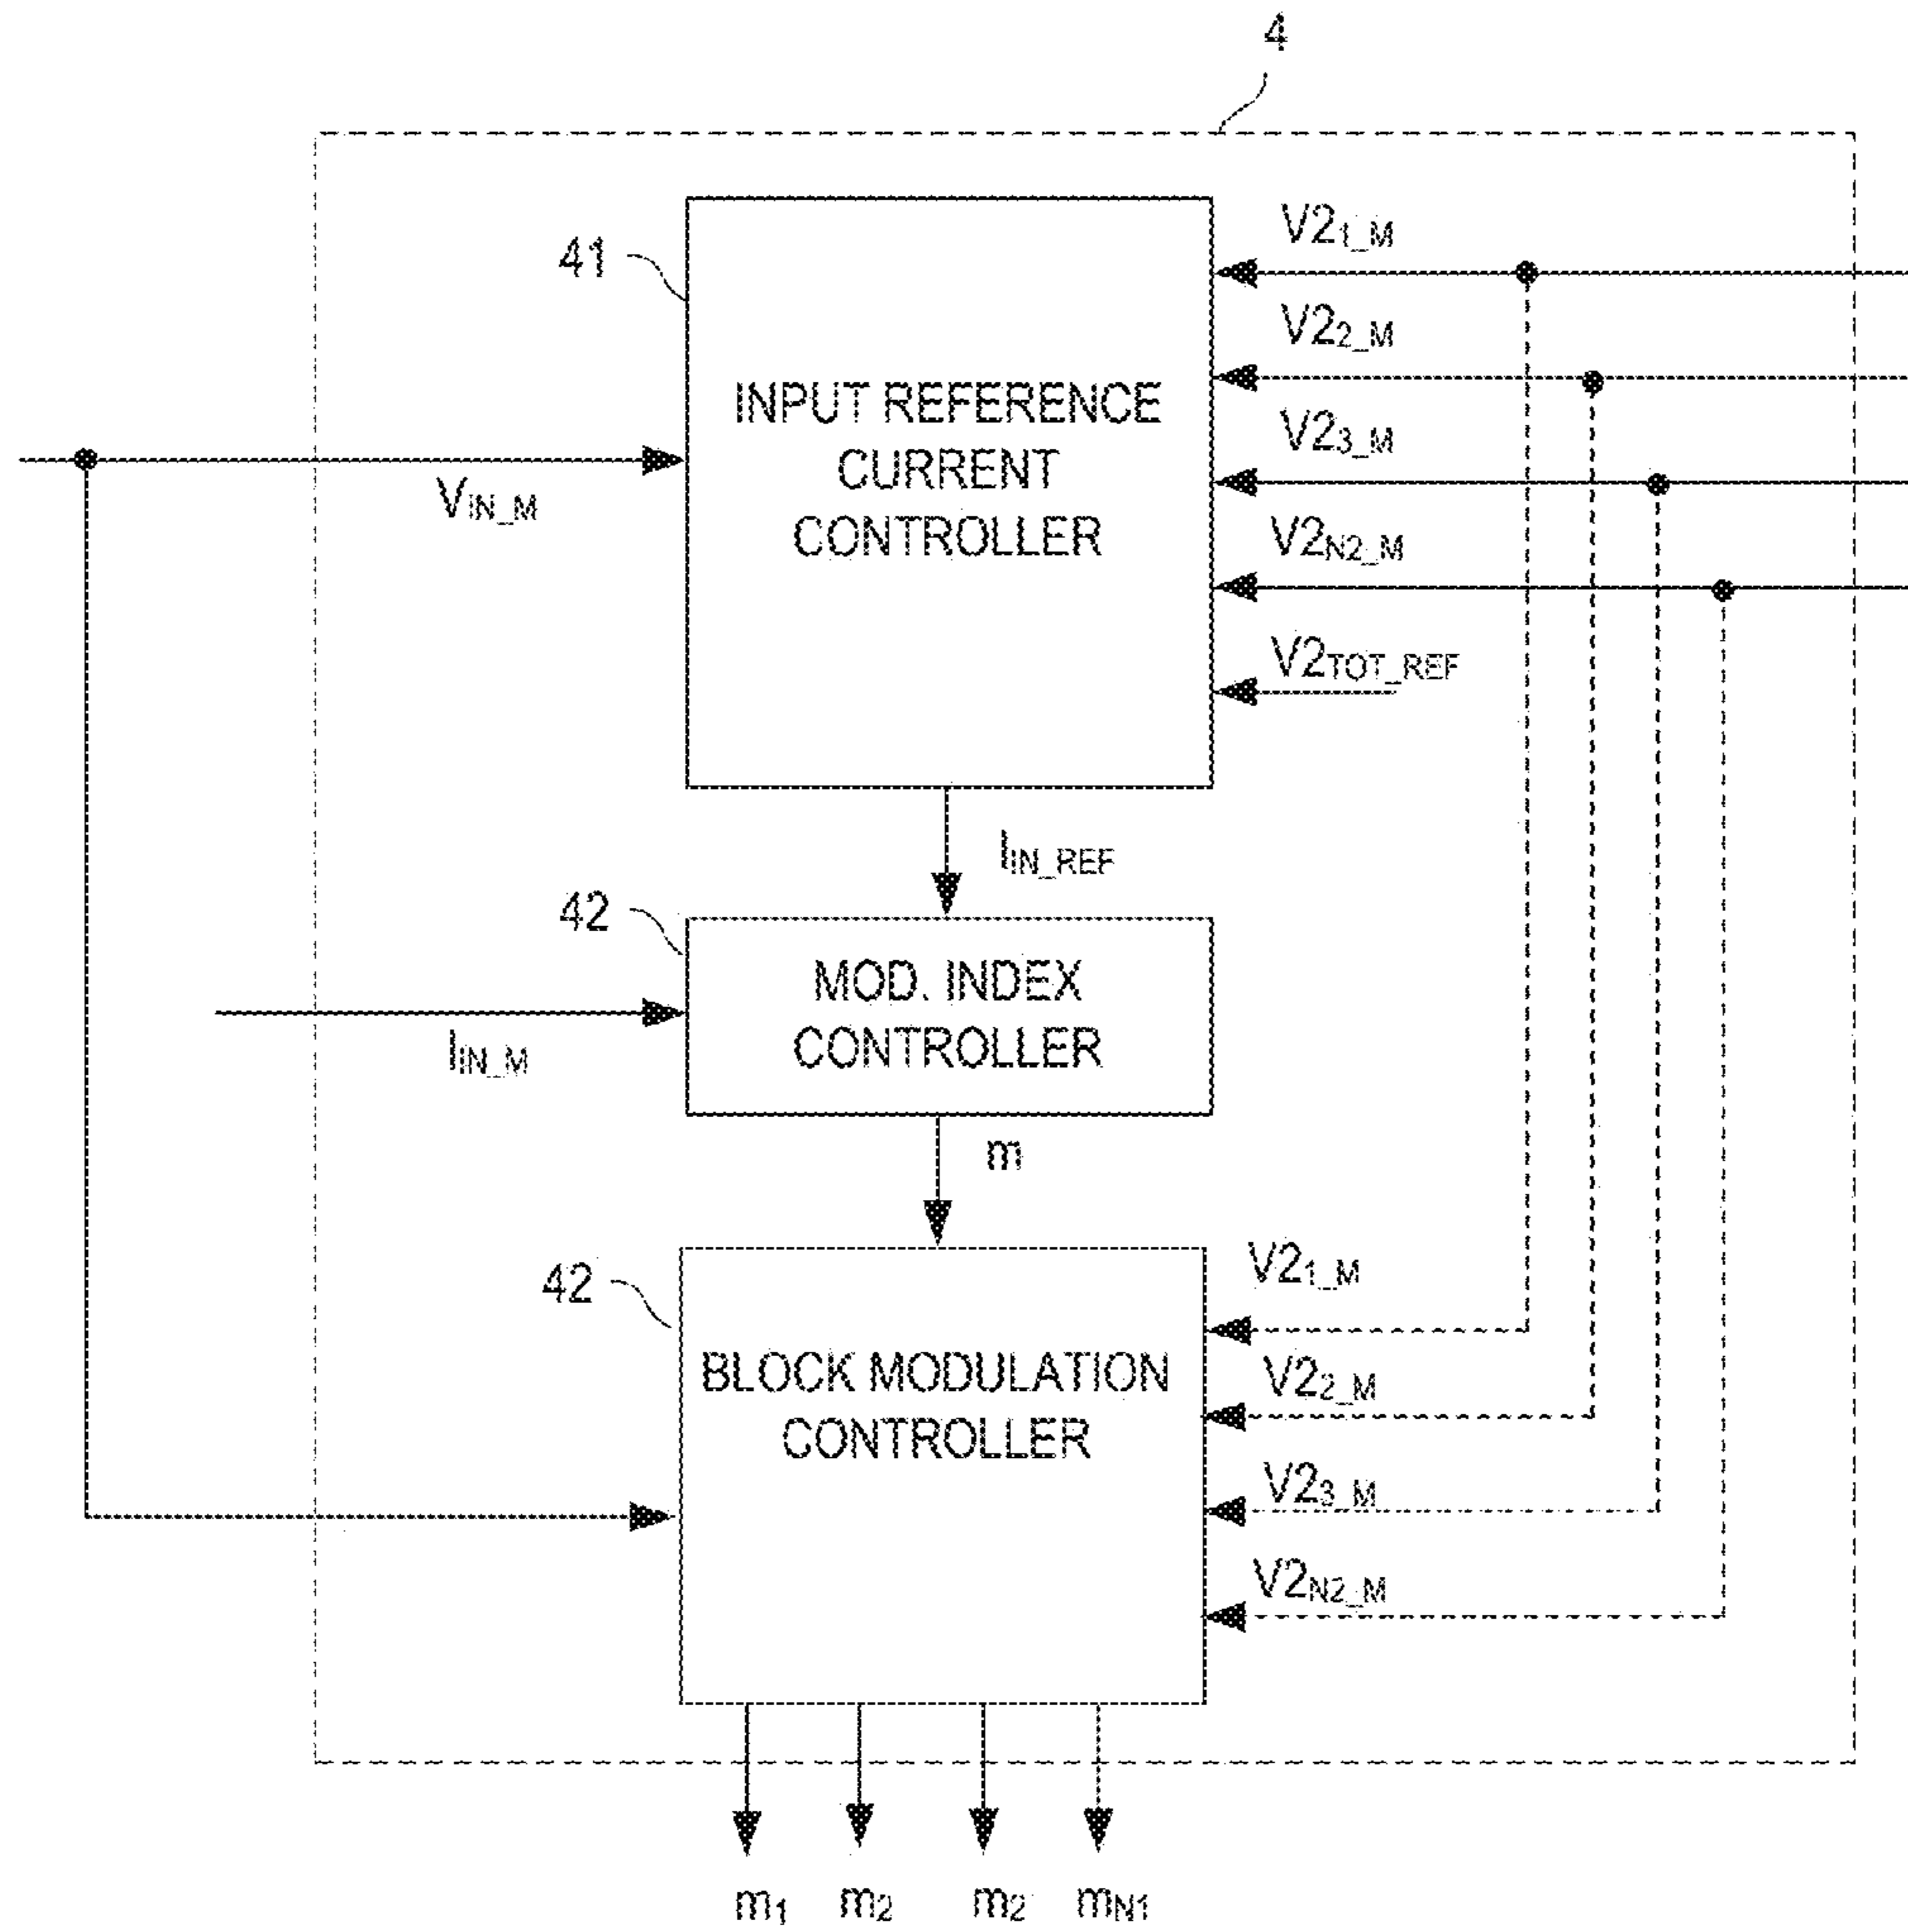 4
41
INPUT REFERENCE
CURRENT
CONTROLLER
V2₁_M
V2₂_M
V2₃_M
V2N2_M
V2TOT_REF
VIN_M
IIN_REF
42
MOD. INDEX
CONTROLLER
IIN_M
m
42
BLOCK MODULATION
CONTROLLER
V2₁_M
V2₂_M
V2₃_M
V2N2_M
m₁ m₂ m₂ mN1